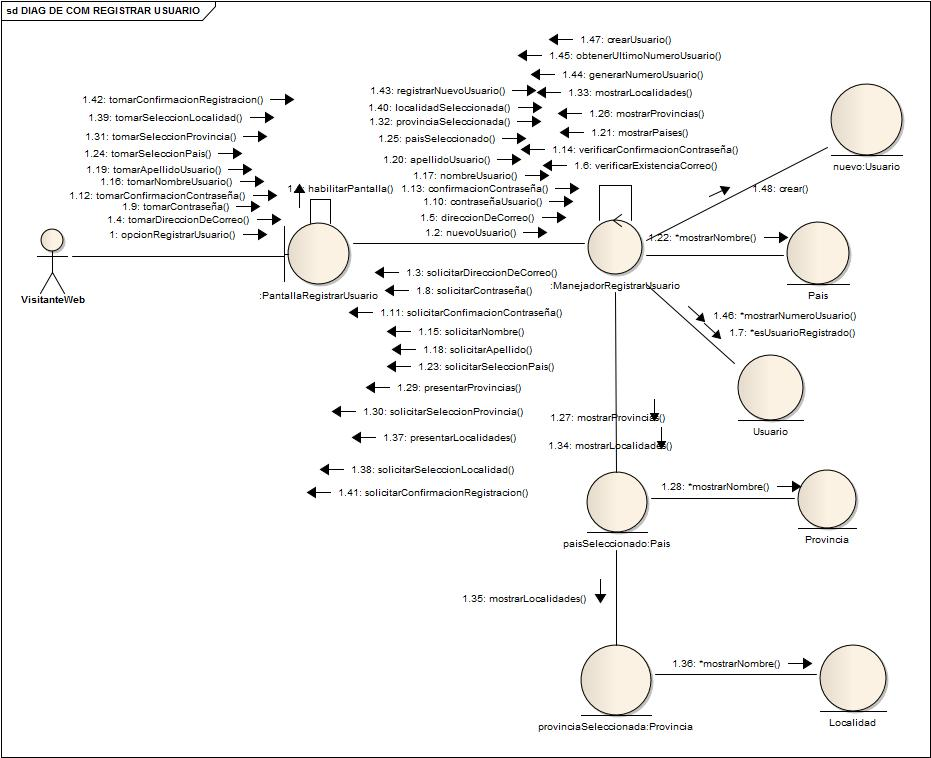 sd DIAG DE COM REGISTRAR USUARIO
1.47: crearUsuario()
1.45: obtenerUltimoNumeroUsuario()
1.44: generarNumeroUsuario()
1.43: registrarNuevoUsuario()
1.33: mostrarLocalidades()
1.42: tomarConfirmacionRegistracion()
1.40: localidadSeleccionada()
1.26: mostrarProvincias()
1.39: tomarSeleccionLocalidad()
1.32: provinciaSeleccionada()
1.21: mostrarPaises()
1.31: tomarSeleccionProvincia()
1.25: paisSeleccionado()
1.14: verificarConfirmacionContraseña()
1.24: tomarSeleccionPais()
1.20: apellidoUsuario()
1.6: verificarExistenciaCorreo()
nuevo:Usuario
1.19: tomarApellidoUsuario()
1.17: nombreUsuario()
1.16: tomarNombreUsuario()
habilitarPantalla()
1.13: confirmacionContraseña()
1.48: crear()
1.12: tomarConfirmacionContraseña()
1.10: contraseñaUsuario()
1.9: tomarContraseña()
1.4: tomarDireccionDeCorreo()
1.5: direccionDeCorreo()
1: opcionRegistrarUsuario()
1.2: nuevoUsuario()
1.22: *mostrarNombre()
VisitanteWeb
:PantallaRegistrarUsuario
:ManejadorRegistrarUsuario
Pais
1.3: solicitarDireccionDeCorreo()
1.8: solicitarContraseña()
1.11: solicitarConfimacionContraseña()
1.46: *mostrarNumeroUsuario()
1.15: solicitarNombre()
1.7: *esUsuarioRegistrado()
1.18: solicitarApellido()
1.23: solicitarSeleccionPais()
1.29: presentarProvincias()
1.30: solicitarSeleccionProvincia()
1.27: mostrarProvincias()
Usuario
1.37: presentarLocalidades()
1.34: mostrarLocalidades()
1.38: solicitarSeleccionLocalidad()
1.41: solicitarConfirmacionRegistracion()
1.28: *mostrarNombre()
paisSeleccionado:Pais
Provincia
1.35: mostrarLocalidades()
1.36: *mostrarNombre()
provinciaSeleccionada:Provincia
Localidad